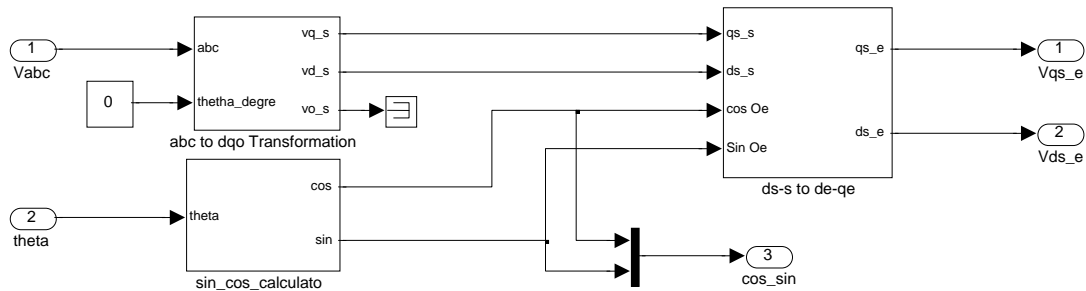 1
Vabc
0
abc
thetha_degre
vq_s
vd_s
vo_s
abc to dqo Transformation
2
theta
theta
cos
sin
sin_cos_calculato
qs_s
ds_s
cos Oe
Sin Oe
qs_e
ds_e
ds-s to de-qe
1
Vqs_e
2
Vds_e
3
cos_sin